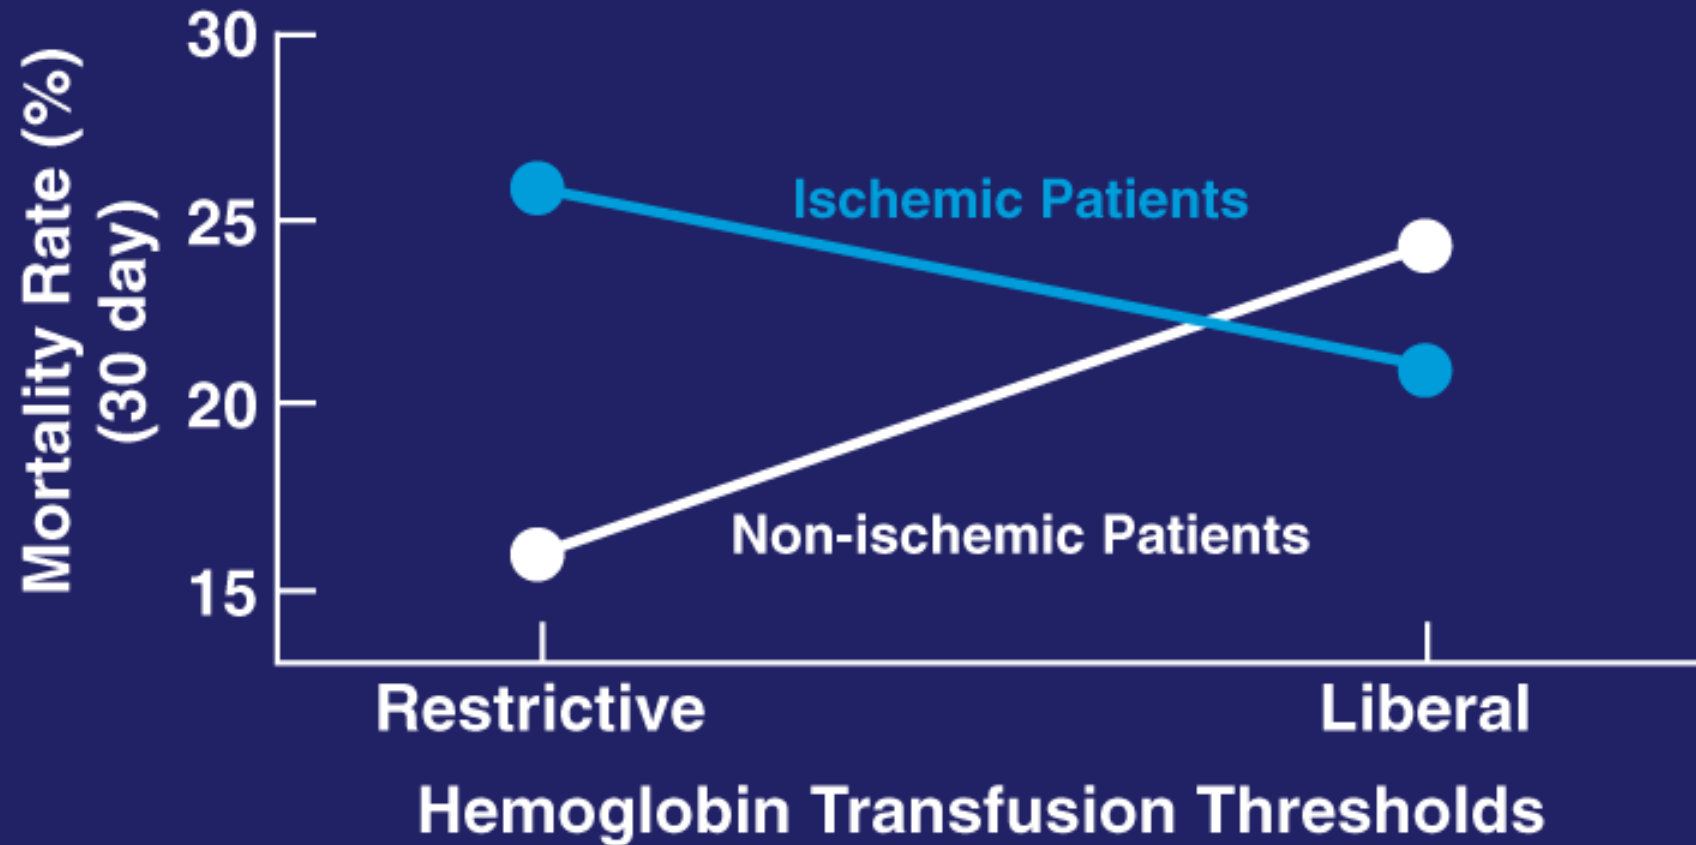 Mortality Rate (%)
(30 day)
30
25
20
15
Ischemic Patients
Non-ischemic Patients
Restrictive
Liberal
Hemoglobin Transfusion Thresholds